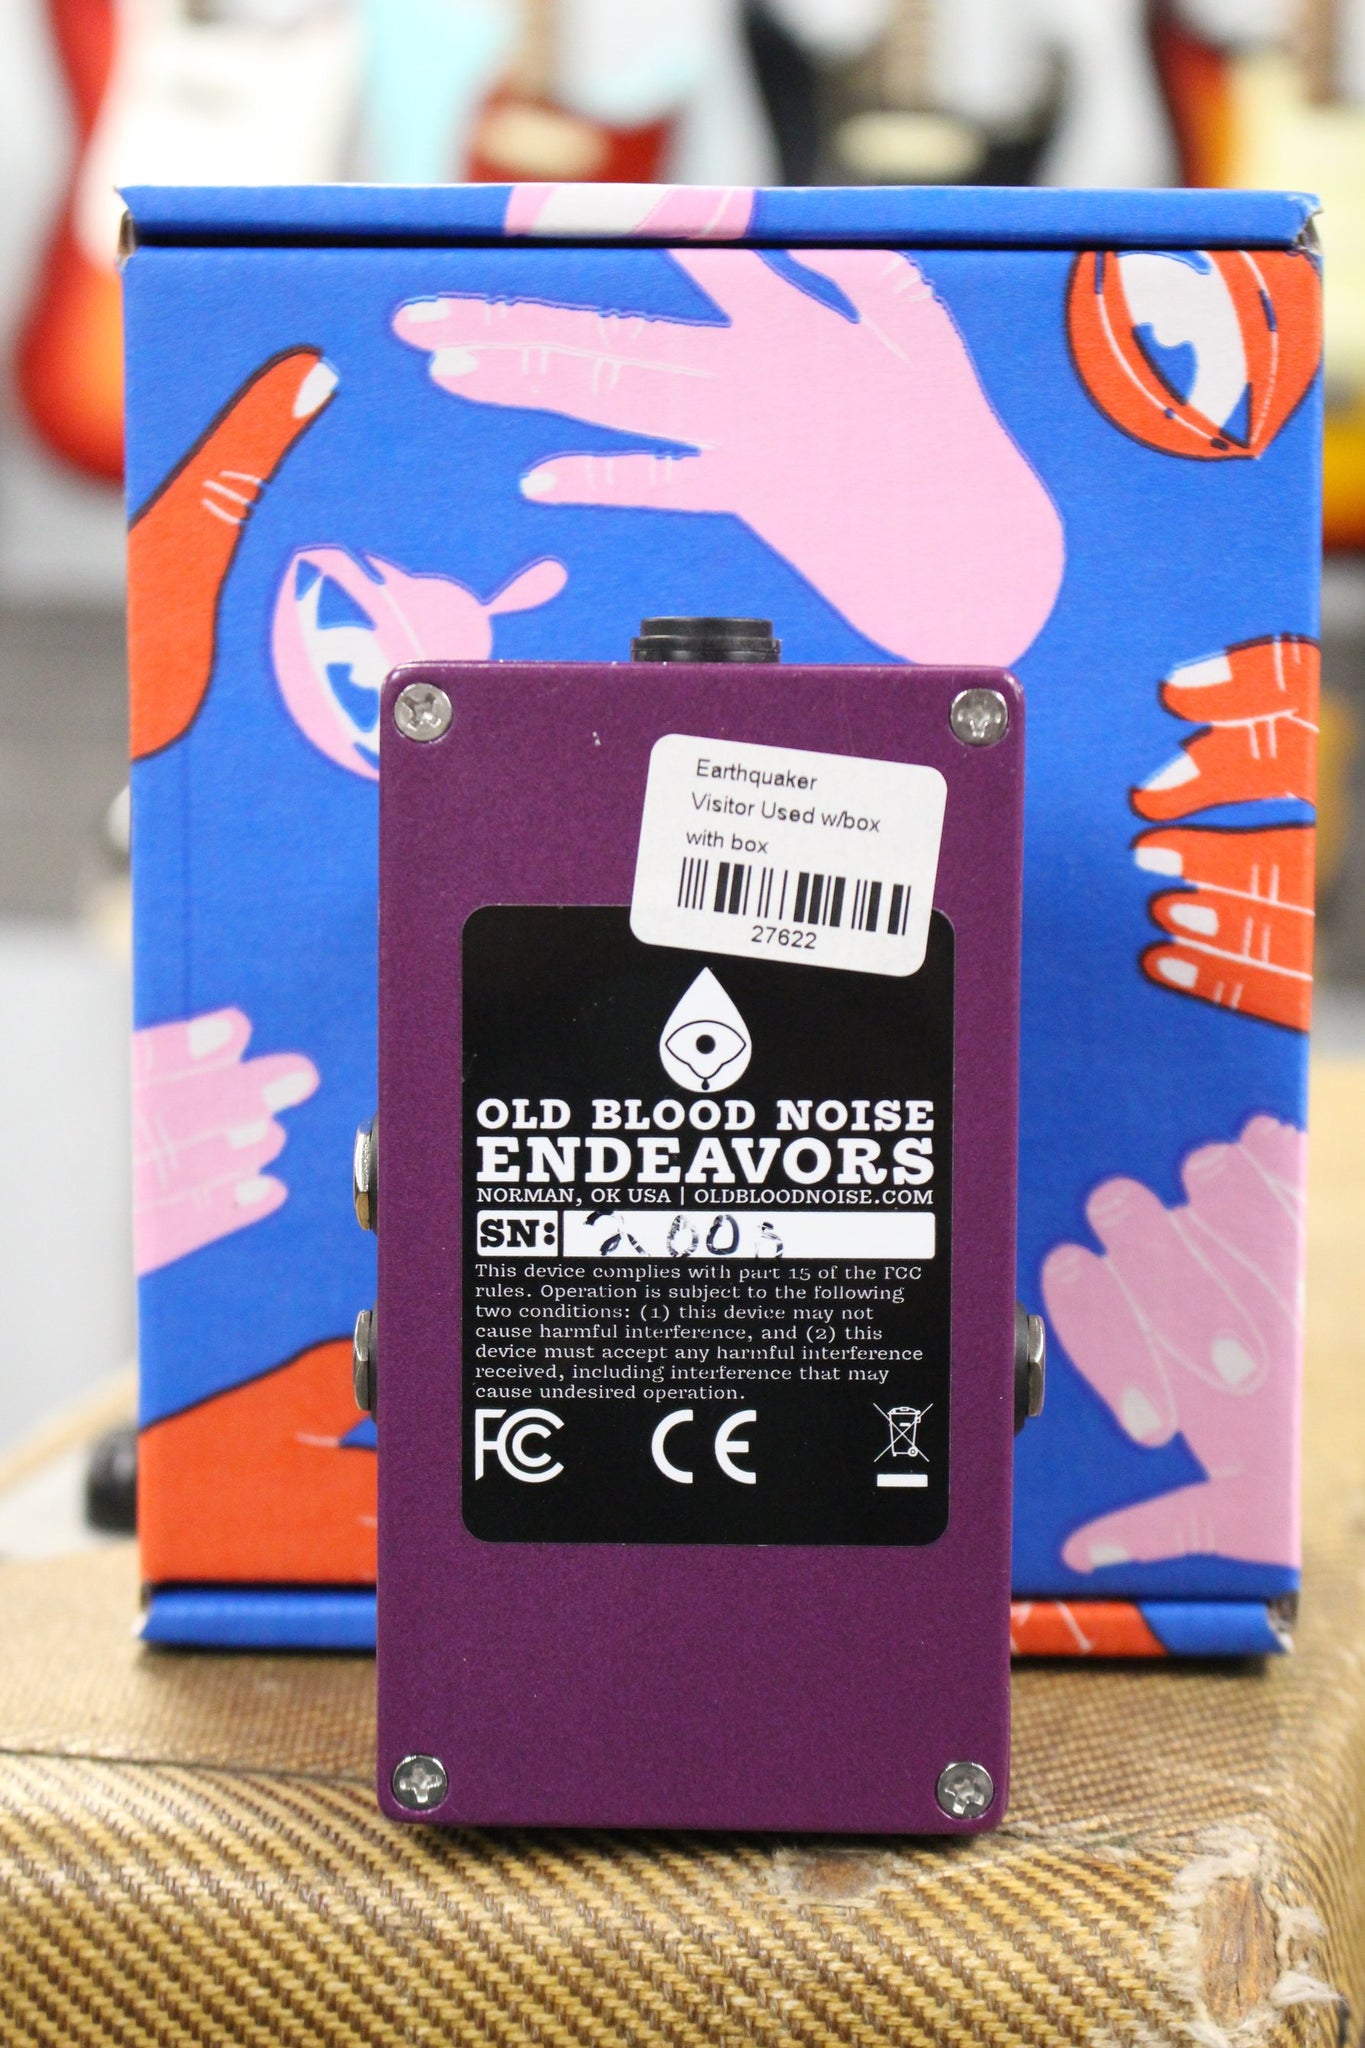 Earthquaker
Visitor Used w/box
with box
27622
OLD BLOOD NOISE
ENDEAVORS
NORMAN, OK USA | OLDBLOODNOISE.COM
SN:
This device complies with part 15 of the FCC
rules. Operation is subject to the following
two conditions: (1) this device may not
cause harmful interference, and (2) this
device must accept any harmful interference
received, including interference that may
cause undesired operation.
FC
CE